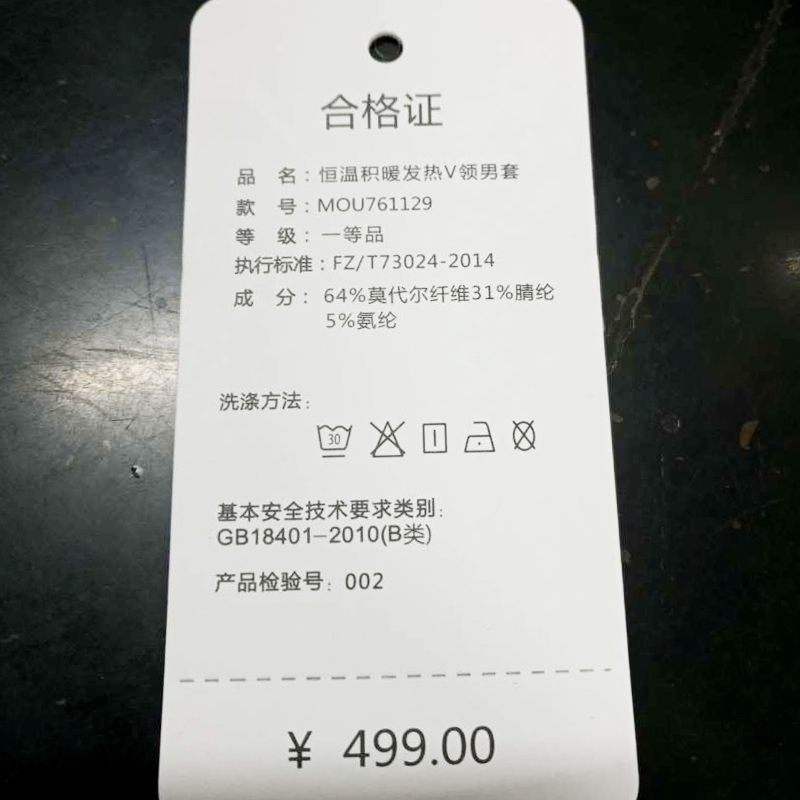 合格证
品 名：恒温积暖发热V领男套
款 号：MOU761129
等 级：一等品
执行标准：FZ/T73024-2014
成 分：64%莫代尔纤维31%腈纶
5%氨纶
洗涤方法：
30
基本安全技术要求类别：
GB18401-2010(B类)
产品检验号：002
¥ 499.00